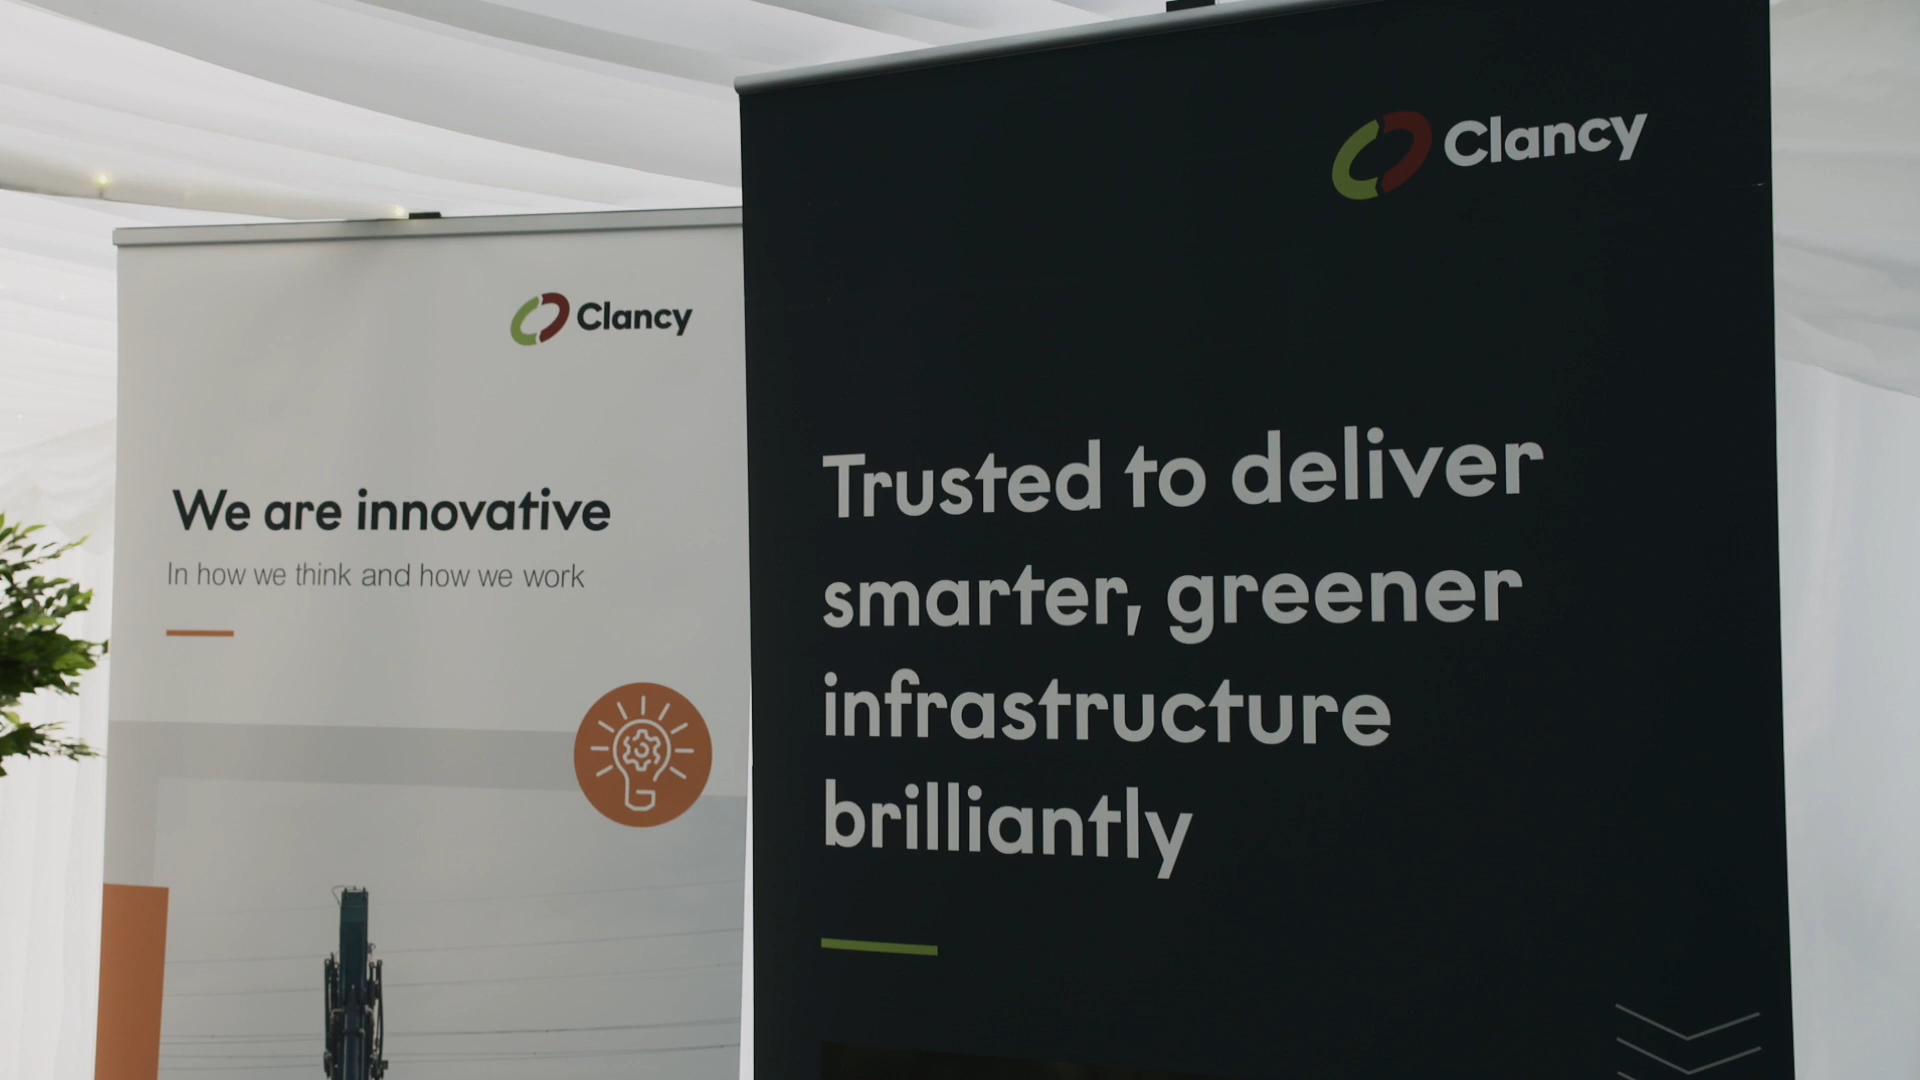 Clancy
We are innovative
In how we think and how we work
Clancy
Trusted to deliver
smarter, greener
infrastructure
brilliantly